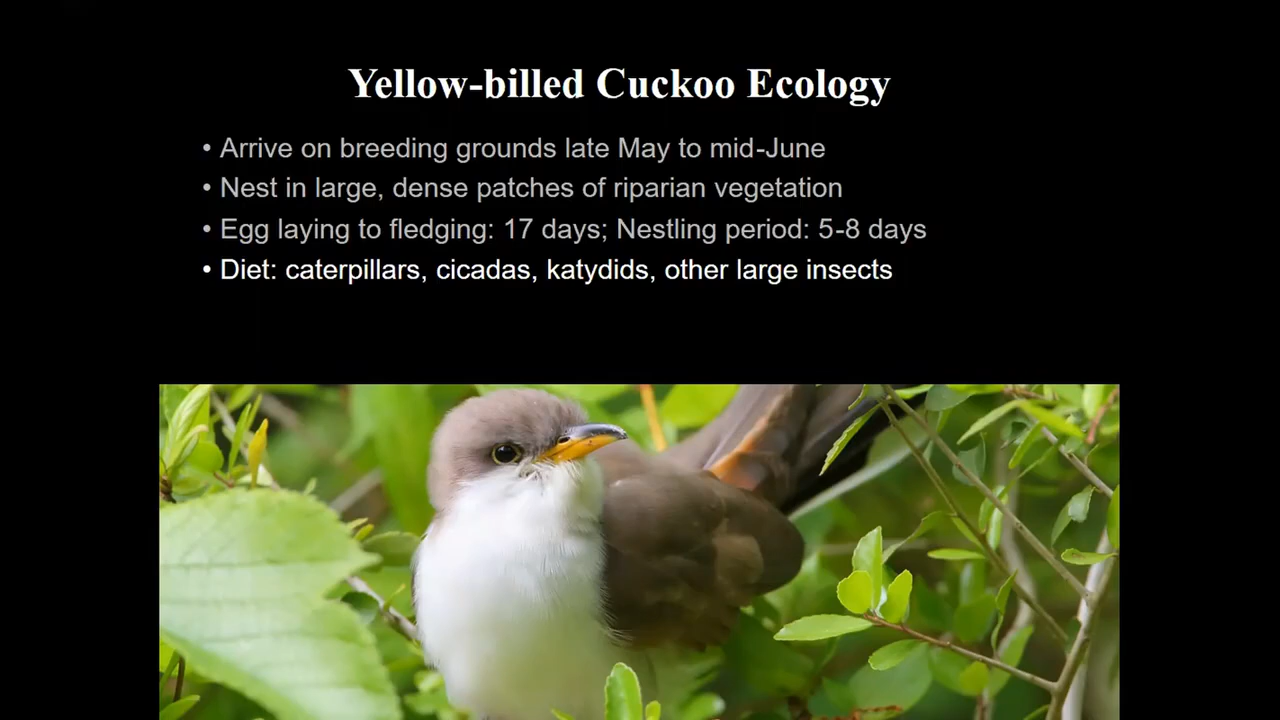 Yellow-billed Cuckoo Ecology
• Arrive on breeding grounds late May to mid-June
• Nest in large, dense patches of riparian vegetation
• Egg laying to fledging: 17 days; Nestling period: 5-8 days
• Diet: caterpillars, cicadas, katydids, other large insects